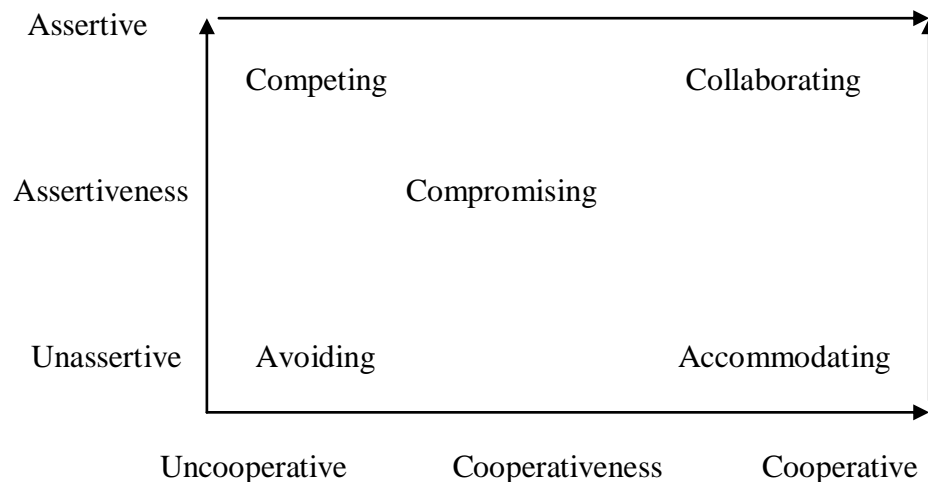 Assertive
Competing Collaborating
Assertiveness Compromising
Unassertive Avoiding Accommodating
Uncooperative Cooperativeness Cooperative